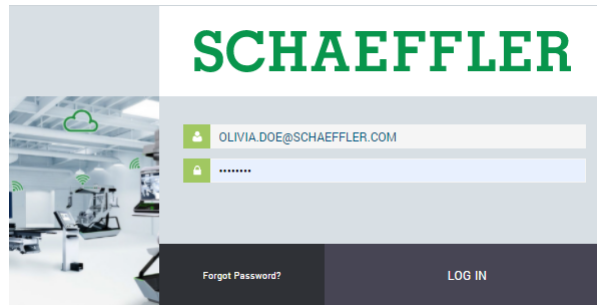 SCHAEFFLER
OLIVIA.DOE@SCHAEFFLER.COM
••••••••
Forgot Password?
LOG IN